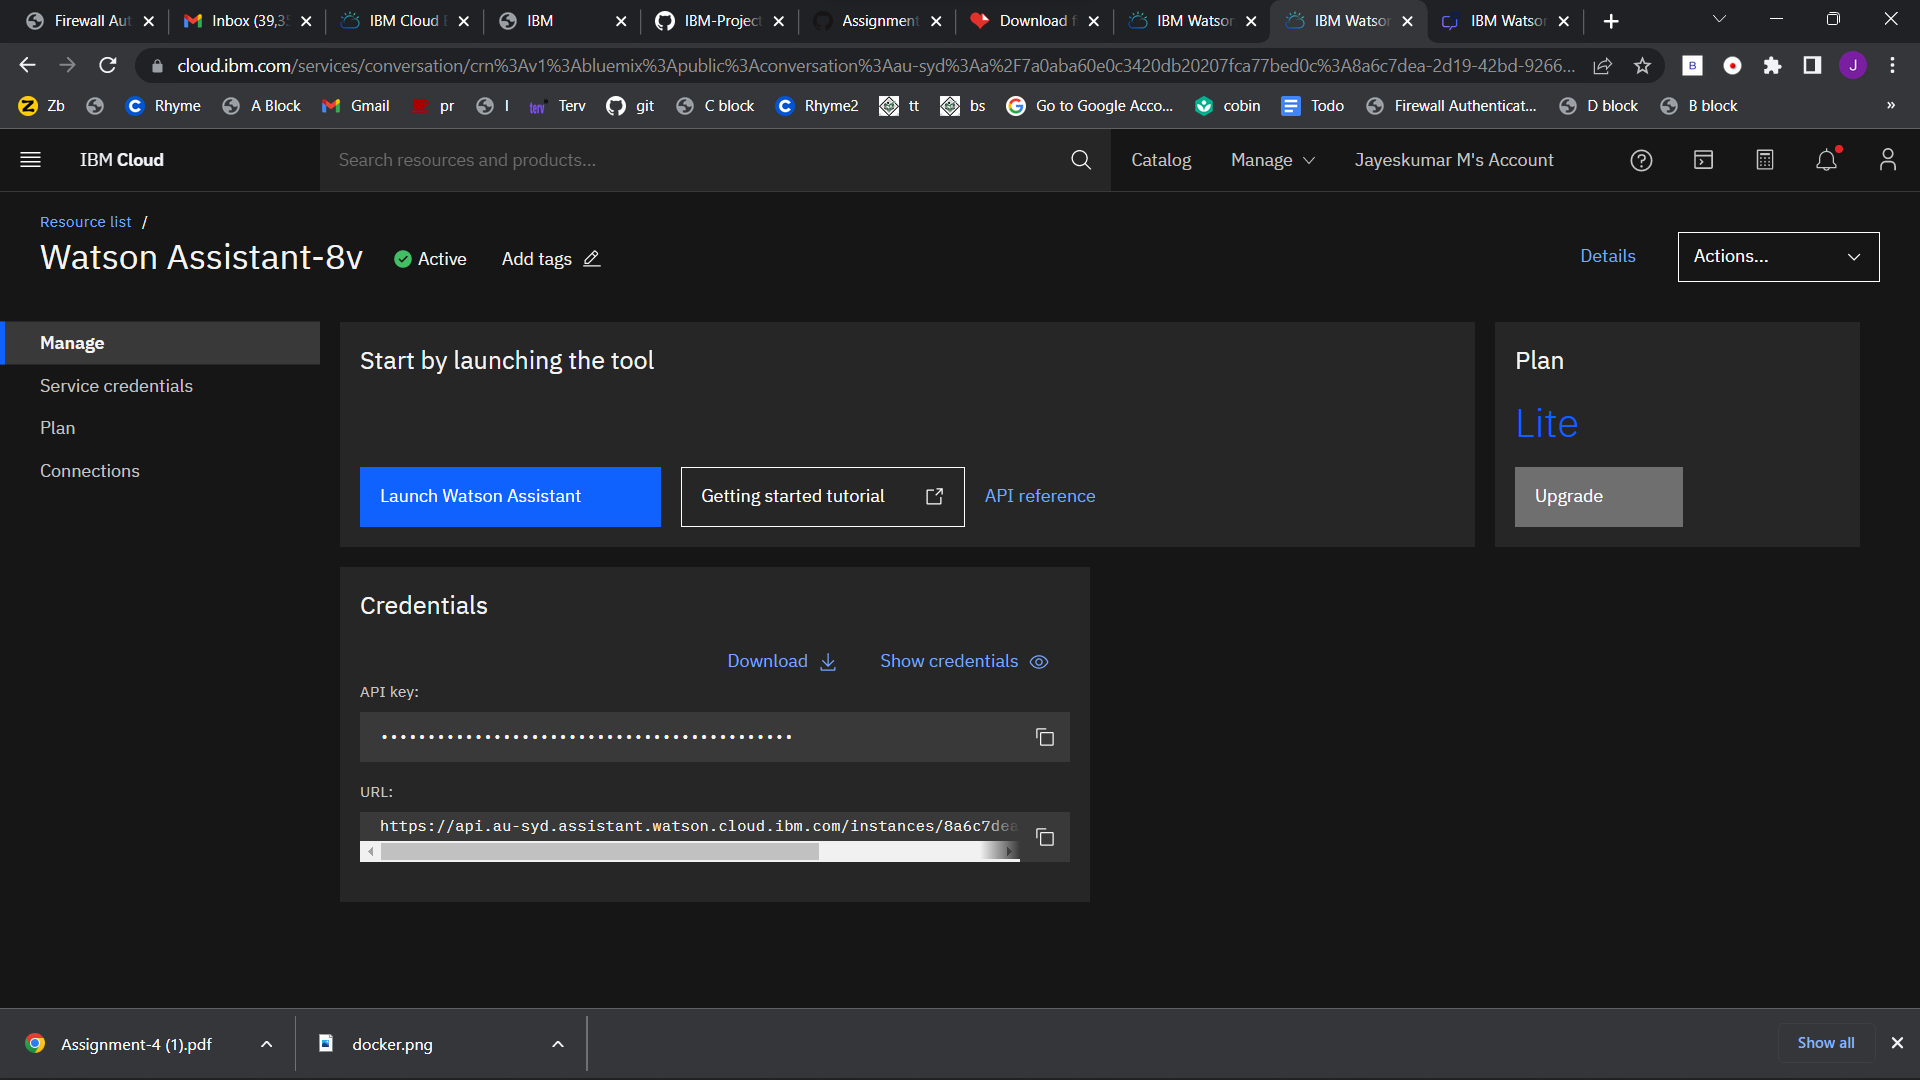 Firewall Aut
Inbox (39,35
IBM Cloud
IBM
IBM-Project
Assignment
Download f
IBM Watson
IBM Watson
IBM Watson
cloud.ibm.com/services/conversation/crn%3Av1%3Abluemix%3Apublic%3Aconversation%3Aau-syd%3Aa%2F7a0aba60e0c3420db20207fca77bed0c%3A8a6c7dea-2d19-42bd-9266...
B
J
Zb
Rhyme
A Block
Gmail
pr
I
terv Terv
git
C block
Rhyme2
tt
bs
Go to Google Acco...
cobin
Todo
Firewall Authenticat...
D block
B block
»
IBM Cloud
Search resources and products...
Catalog
Manage
Jayeskumar M's Account
Resource list /
Watson Assistant-8v
Active
Add tags
Details
Actions...
Manage
Service credentials
Plan
Connections
Start by launching the tool
Launch Watson Assistant
Getting started tutorial
API reference
Plan
Lite
Upgrade
Credentials
Download
Show credentials
API key:
••••••••••••••••••••••••••••••••••••••••••••
URL:
https://api.au-syd.assistant.watson.cloud.ibm.com/instances/8a6c7dea
Assignment-4 (1).pdf
docker.png
Show all